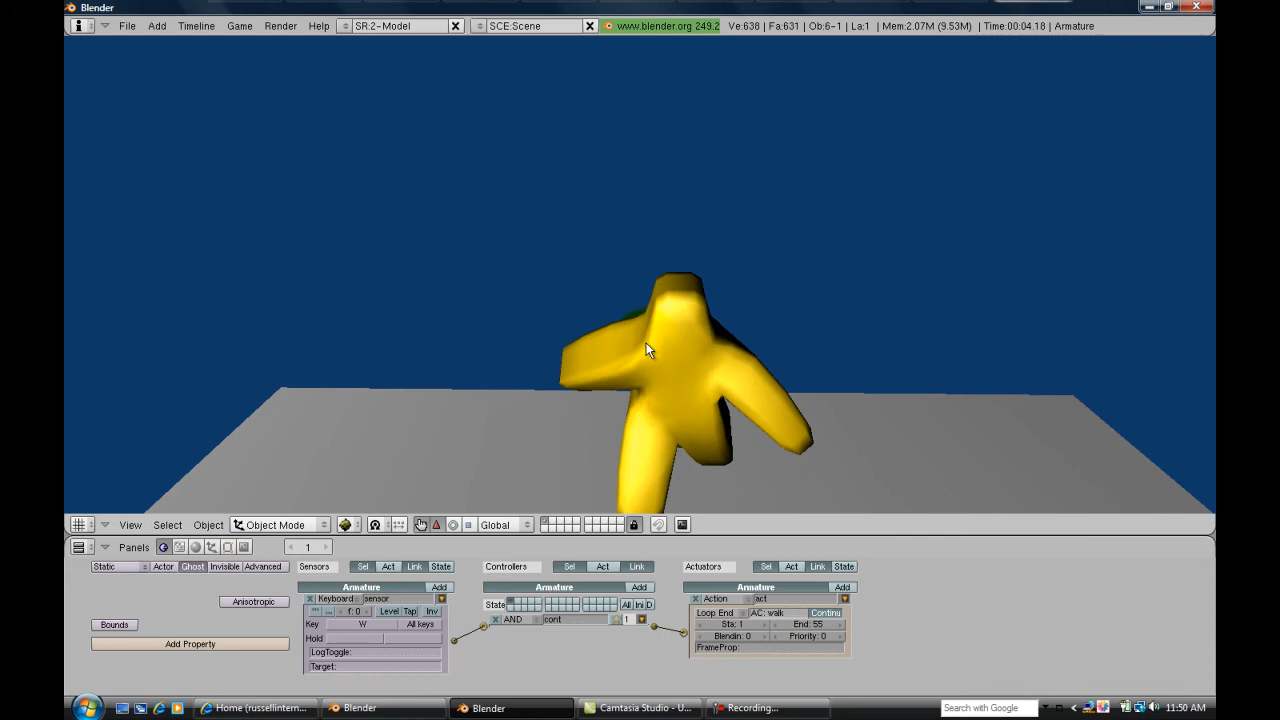 Blender
File Add Timeline Game Render Help SR:2-Model SCE:Scene www.blender.org 249.2 Ve:638 | Fa:631 | Ob:6-1 | La:1 | Mem:2.07M (9.53M) | Time:00:04.18 | Armature
View Select Object Object Mode Global
Panels 1
Static Actor Ghost Invisible Advanced Sensors Sel Act Link State Controllers Sel Act Link Actuators Sel Act Link State
Armature Add Armature Add Armature Add
Keyboard sensor State All Ini D Action act
Anisotropic f: 0 Level Tap Inv Loop End AC: walk Continu
Bounds Key W All keys AND cont 1 Sta: 1 End: 55
Add Property Hold Blendin: 0 Priority: 0
LogToggle: FrameProp:
Target:
Home (russellintern... Blender Blender Camtasia Studio - U... Recording... Search with Google 11:50 AM